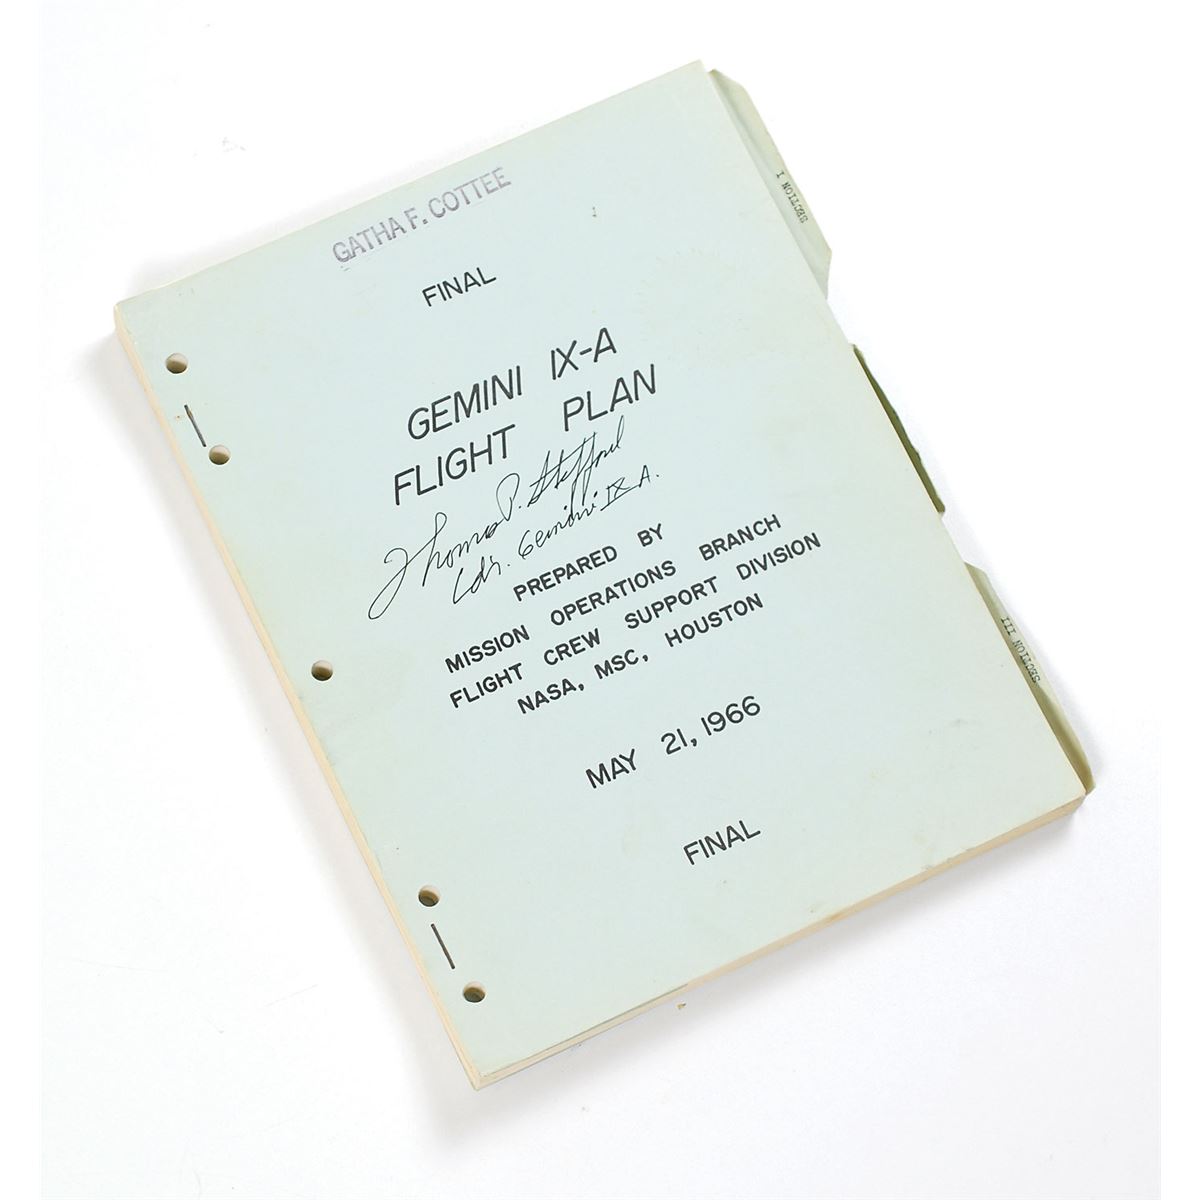 GATHA F. COTTEE
FINAL
GEMINI IX-A
FLIGHT PLAN
Thomas P. Stafford
Cdr. Gemini IX A.
PREPARED BY
MISSION OPERATIONS BRANCH
FLIGHT CREW SUPPORT DIVISION
NASA, MSC, HOUSTON
MAY 21, 1966
FINAL
SECTION I
SECTION III